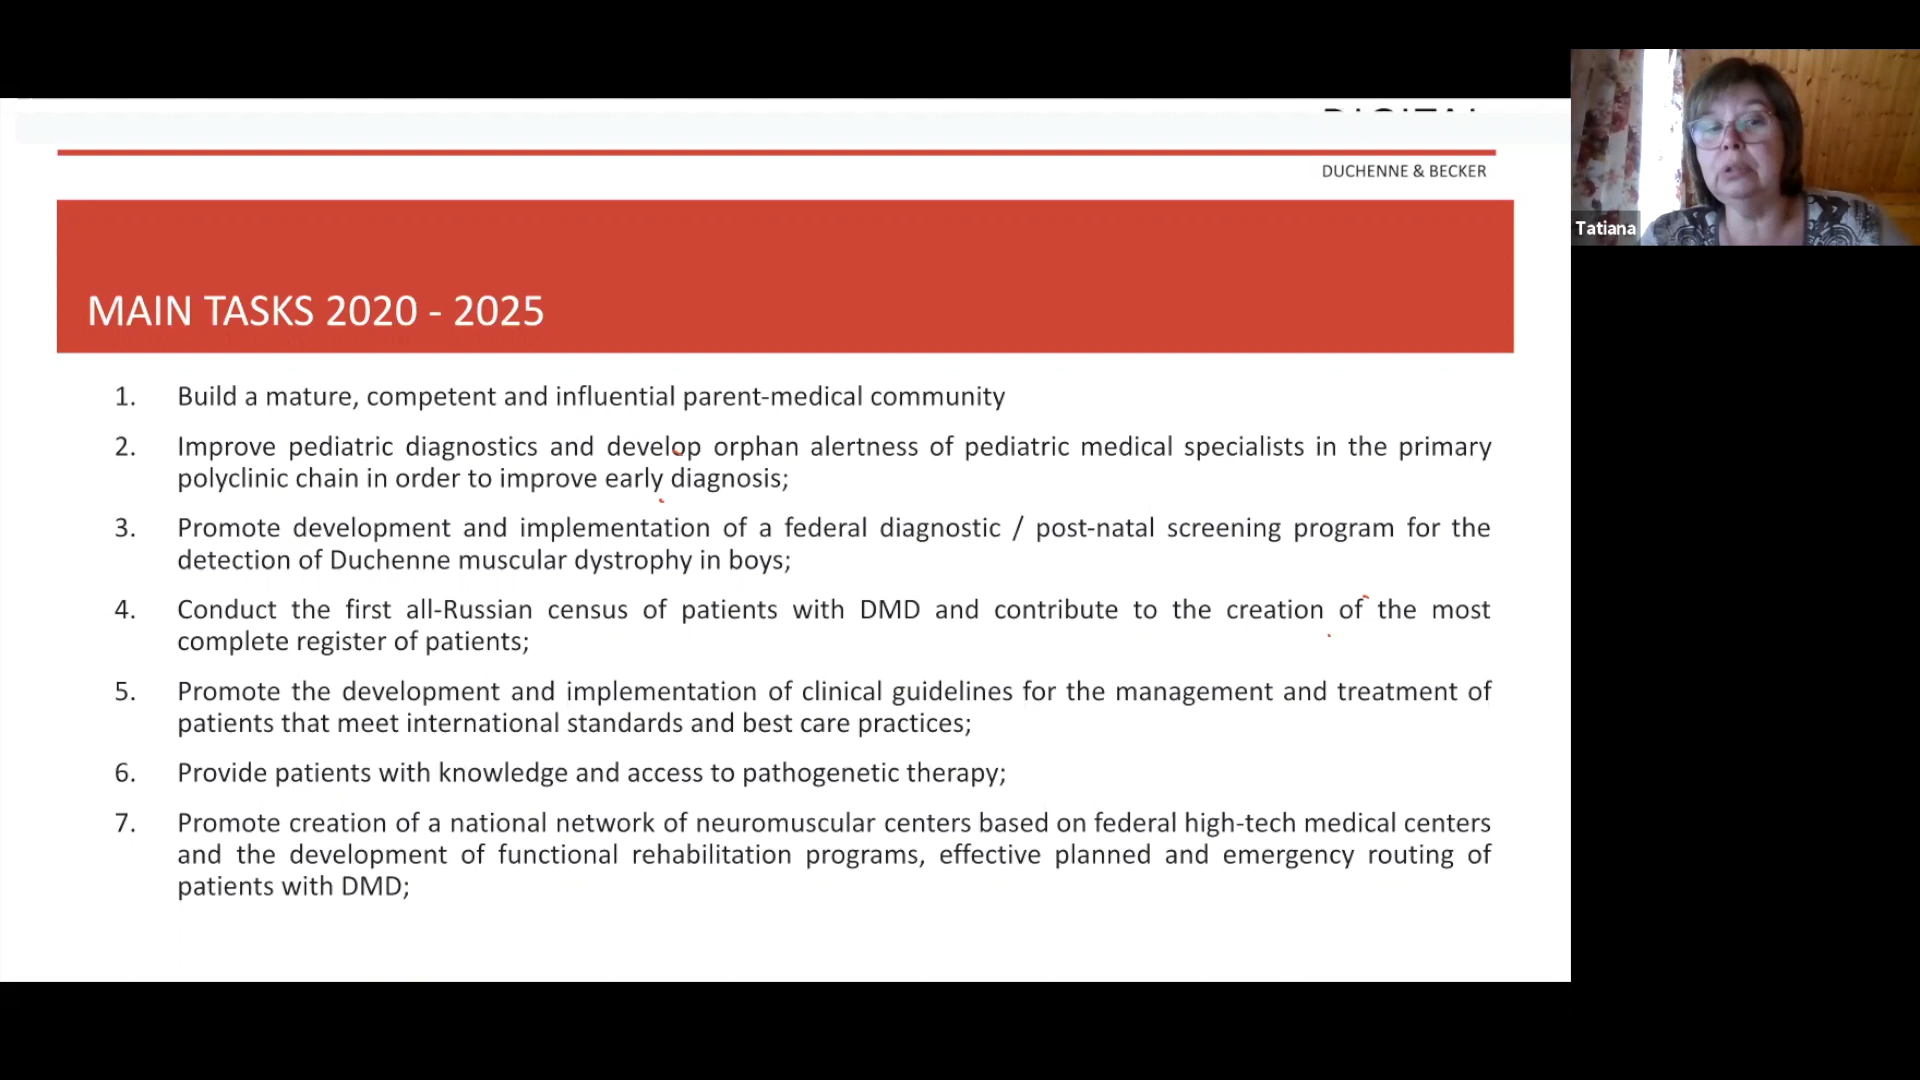 DUCHENNE & BECKER
Tatiana
MAIN TASKS 2020 - 2025
1. Build a mature, competent and influential parent-medical community
2. Improve pediatric diagnostics and develop orphan alertness of pediatric medical specialists in the primary
polyclinic chain in order to improve early diagnosis;
3. Promote development and implementation of a federal diagnostic / post-natal screening program for the
detection of Duchenne muscular dystrophy in boys;
4. Conduct the first all-Russian census of patients with DMD and contribute to the creation of the most
complete register of patients;
5. Promote the development and implementation of clinical guidelines for the management and treatment of
patients that meet international standards and best care practices;
6. Provide patients with knowledge and access to pathogenetic therapy;
7. Promote creation of a national network of neuromuscular centers based on federal high-tech medical centers
and the development of functional rehabilitation programs, effective planned and emergency routing of
patients with DMD;